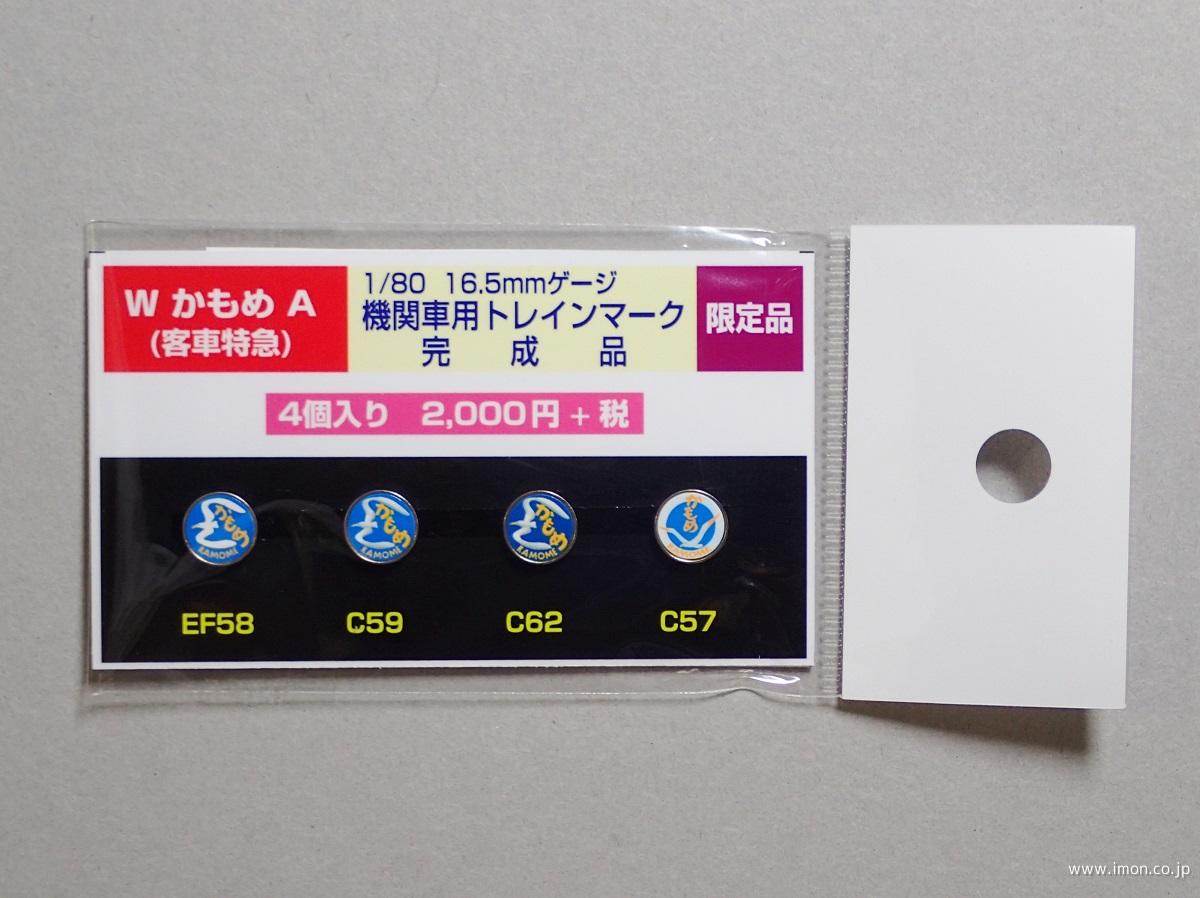 W かもめ A
(客車特急)
1/80 16.5mmゲージ
機関車用トレインマーク
完成品
限定品
4個入り 2,000円+税
かもめ
KAMOME
かもめ
KAMOME
かもめ
KAMOME
かもめ
KAMOME
EF58
C59
C62
C57
www.imon.co.jp